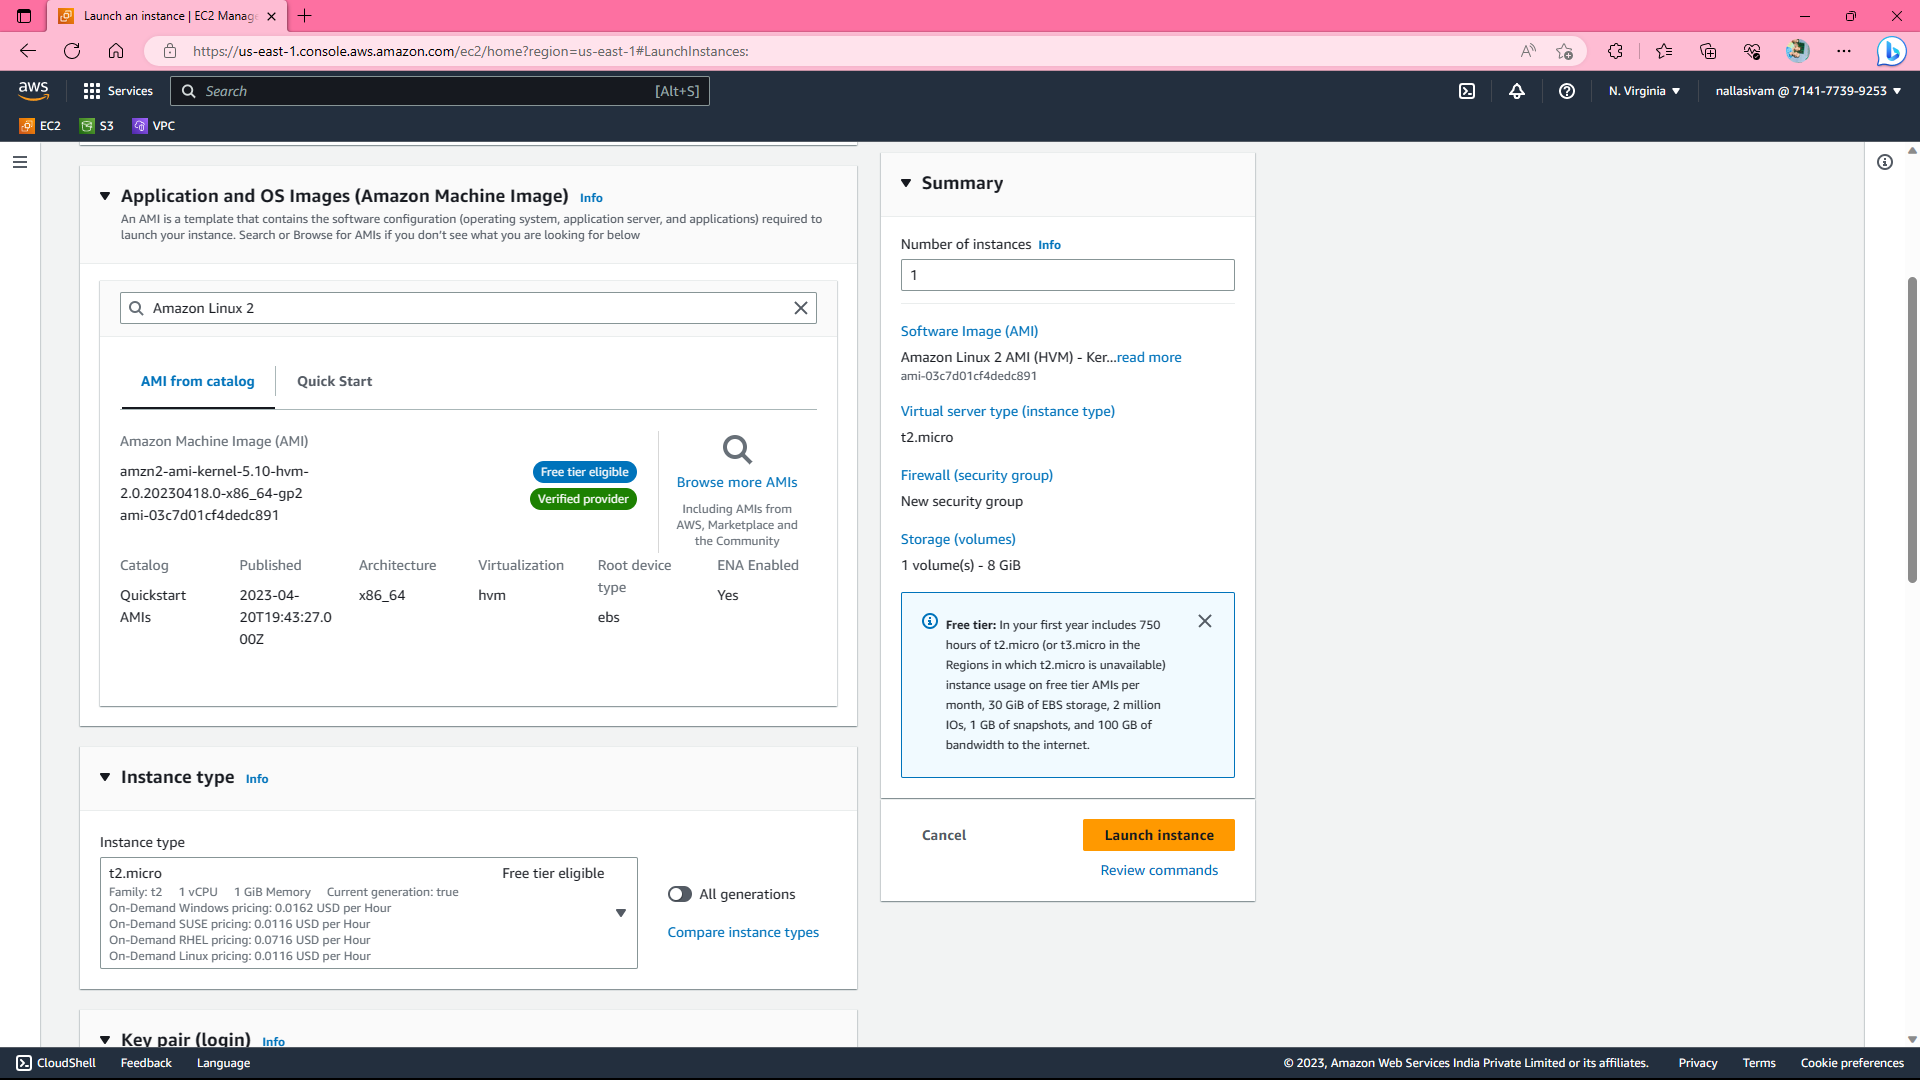 Launch an instance | EC2 Manag
https://us-east-1.console.aws.amazon.com/ec2/home?region=us-east-1#LaunchInstances:
aws
Services
Search
[Alt+S]
N. Virginia
nallasivam @ 7141-7739-9253
EC2
S3
VPC
Application and OS Images (Amazon Machine Image) Info
An AMI is a template that contains the software configuration (operating system, application server, and applications) required to
launch your instance. Search or Browse for AMIs if you don’t see what you are looking for below
Amazon Linux 2
AMI from catalog
Quick Start
Amazon Machine Image (AMI)
amzn2-ami-kernel-5.10-hvm-
2.0.20230418.0-x86_64-gp2
ami-03c7d01cf4dedc891
Free tier eligible
Verified provider
Browse more AMIs
Including AMIs from
AWS, Marketplace and
the Community
Catalog
Quickstart
AMIs
Published
2023-04-
20T19:43:27.0
00Z
Architecture
x86_64
Virtualization
hvm
Root device
type
ebs
ENA Enabled
Yes
Instance type Info
Instance type
t2.micro
Free tier eligible
Family: t2 1 vCPU 1 GiB Memory Current generation: true
On-Demand Windows pricing: 0.0162 USD per Hour
On-Demand SUSE pricing: 0.0116 USD per Hour
On-Demand RHEL pricing: 0.0716 USD per Hour
On-Demand Linux pricing: 0.0116 USD per Hour
All generations
Compare instance types
Key pair (login) Info
Summary
Number of instances Info
1
Software Image (AMI)
Amazon Linux 2 AMI (HVM) - Ker...read more
ami-03c7d01cf4dedc891
Virtual server type (instance type)
t2.micro
Firewall (security group)
New security group
Storage (volumes)
1 volume(s) - 8 GiB
Free tier: In your first year includes 750
hours of t2.micro (or t3.micro in the
Regions in which t2.micro is unavailable)
instance usage on free tier AMIs per
month, 30 GiB of EBS storage, 2 million
IOs, 1 GB of snapshots, and 100 GB of
bandwidth to the internet.
Cancel
Launch instance
Review commands
CloudShell
Feedback
Language
© 2023, Amazon Web Services India Private Limited or its affiliates.
Privacy
Terms
Cookie preferences